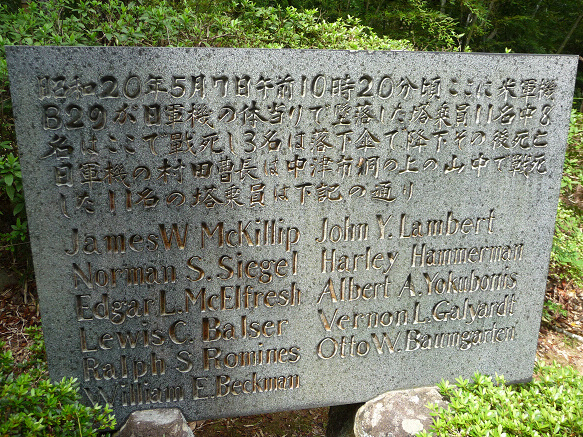 昭和20年5月7日午前10時20分頃ここに米軍機
B29が日軍機の体当りで墜落した塔乗員11名中8
名はここで戦死し3名は落下傘で降下その後死亡
日軍機の村田曹長は中津市洞の上の山中で戦死
した11名の塔乗員は下記の通り
James W McKillip
Norman S. Siegel
Edgar L. McElfresh
Lewis C. Balser
Ralph S Romines
William E. Beckman
John Y. Lambert
Harley Hammerman
Albert A. Yokubonis
Vernon L. Galyardt
Otto W. Baumgarten